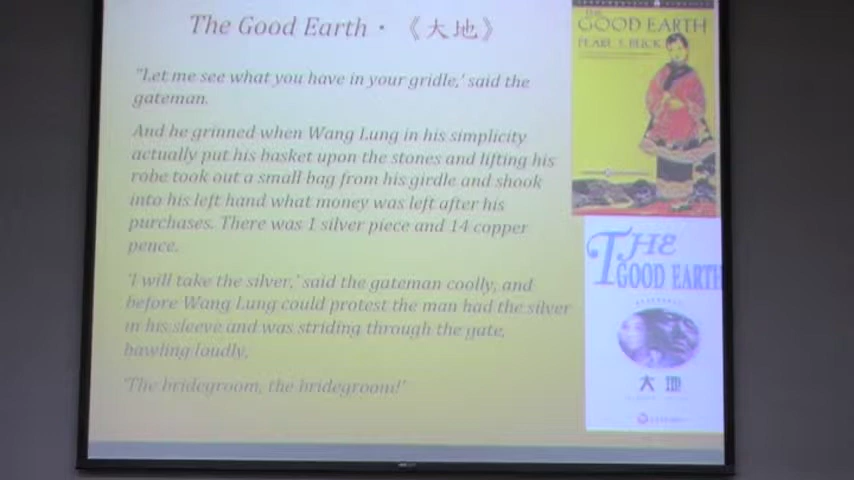 The Good Earth · 《大地》
"Let me see what you have in your gridle,' said the
gateman.
And he grinned when Wang Lung in his simplicity
actually put his basket upon the stones and lifting his
robe took out a small bag from his girdle and shook
into his left hand what money was left after his
purchases. There was 1 silver piece and 14 copper
pence.
'I will take the silver,' said the gateman coolly, and
before Wang Lung could protest the man had the silver
in his sleeve and was striding through the gate,
bawling loudly,
'The bridegroom, the bridegroom!'
THE
GOOD EARTH
PEARL S. BUCK
THE
GOOD EARTH
大地